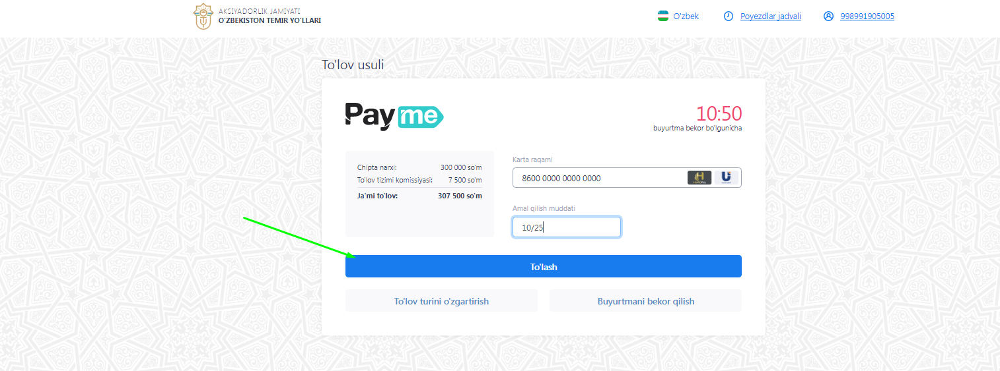 AKSIYADORLIK JAMIYATI
O'ZBEKISTON TEMIR YO'LLARI
O'zbek
Poyezdlar jadvali
998991905005
To'lov usuli
Payme
10:50
buyurtma bekor bo'lgunicha
Chipta narxi: 300 000 so'm
To'lov tizimi komissiyasi: 7 500 so'm
Ja'mi to'lov: 307 500 so'm
Karta raqami
8600 0000 0000 0000
Amal qilish muddati
10/25
To'lash
To'lov turini o'zgartirish
Buyurtmani bekor qilish